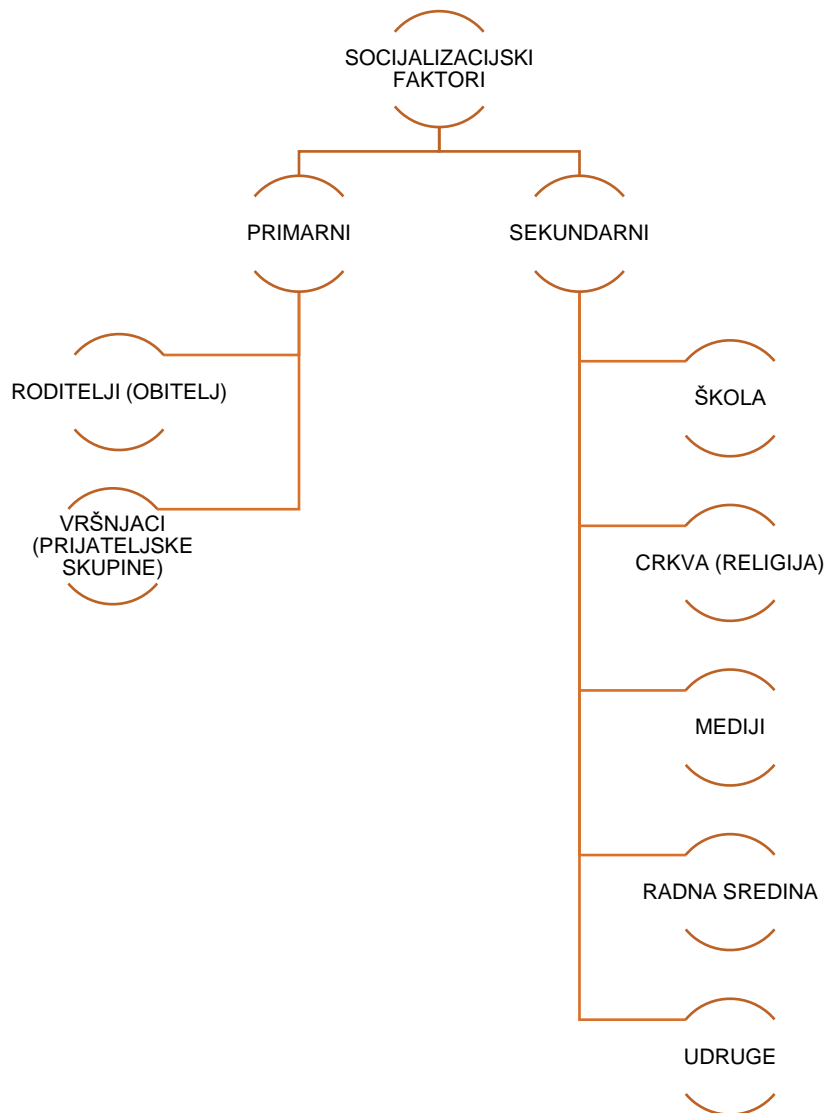 SOCIJALIZACIJSKI
FAKTORI
PRIMARNI
SEKUNDARNI
RODITELJI (OBITELJ)
VRŠNJACI
(PRIJATELJSKE
SKUPINE)
ŠKOLA
CRKVA (RELIGIJA)
MEDIJI
RADNA SREDINA
UDRUGE